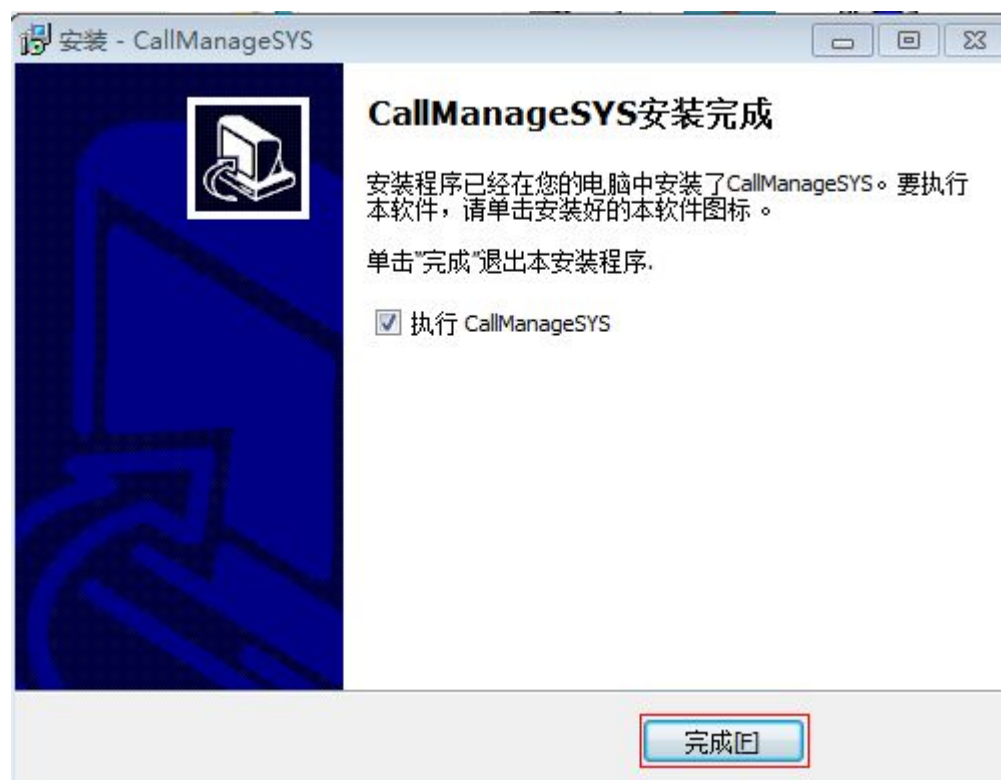 安装 - CallManageSYS
CallManageSYS安装完成
安装程序已经在您的电脑中安装了CallManageSYS。要执行
本软件，请单击安装好的本软件图标。
单击"完成"退出本安装程序.
执行 CallManageSYS
完成[F]